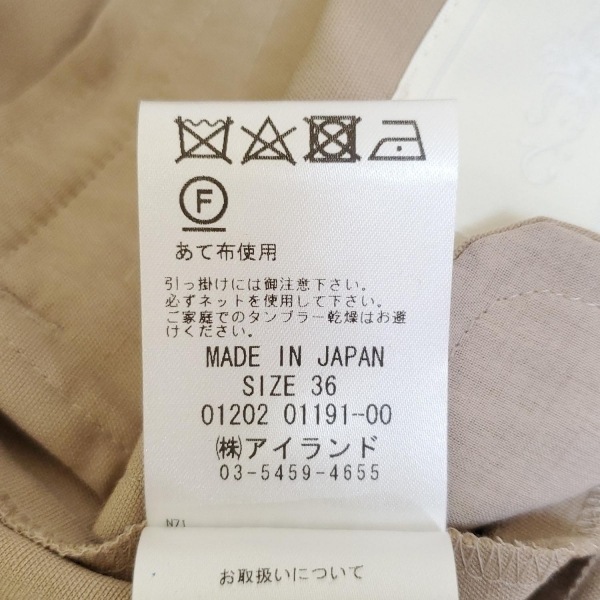 F
あて布使用
引っ掛けには御注意下さい。
必ずネットを使用して下さい。
ご家庭でのタンブラー乾燥はお避
けください。
MADE IN JAPAN
SIZE 36
01202 01191-00
㈱アイランド
03-5459-4655
N71
お取扱いについて